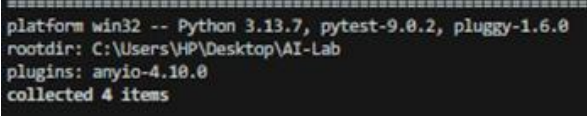 platform win32 -- Python 3.13.7, pytest-9.0.2, pluggy-1.6.0
rootdir: C:\Users\HP\Desktop\AI-Lab
plugins: anyio-4.10.0
collected 4 items